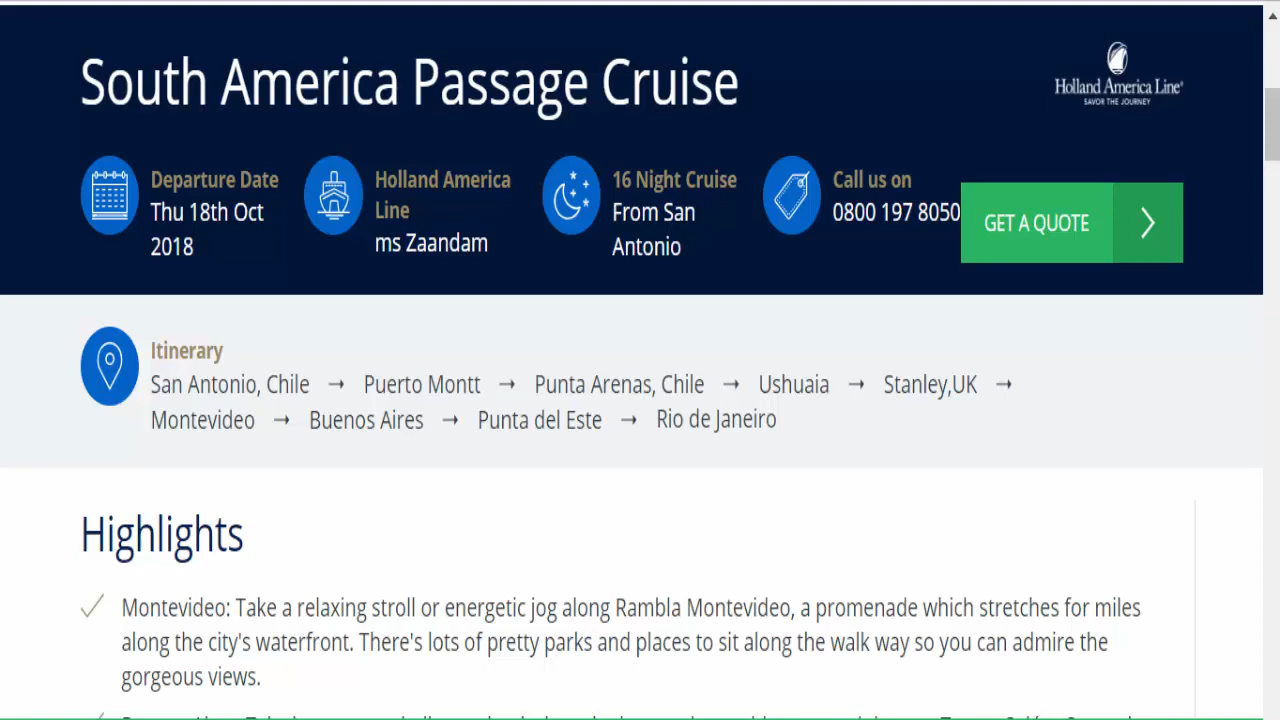 South America Passage Cruise
Holland America Line®
SAVOR THE JOURNEY
Departure Date
Thu 18th Oct
2018
Holland America
Line
ms Zaandam
16 Night Cruise
From San
Antonio
Call us on
0800 197 8050
GET A QUOTE
Itinerary
San Antonio, Chile → Puerto Montt → Punta Arenas, Chile → Ushuaia → Stanley,UK →
Montevideo → Buenos Aires → Punta del Este → Rio de Janeiro
Highlights
Montevideo: Take a relaxing stroll or energetic jog along Rambla Montevideo, a promenade which stretches for miles
along the city's waterfront. There's lots of pretty parks and places to sit along the walk way so you can admire the
gorgeous views.